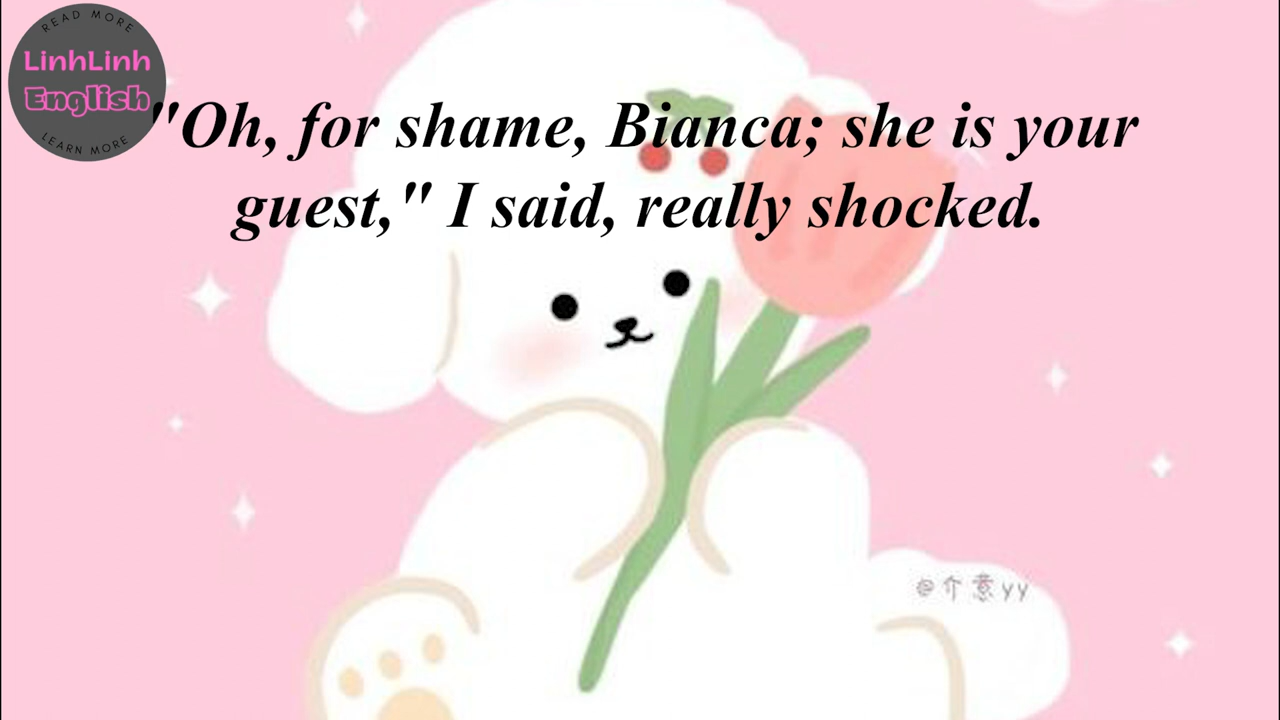 READ MORE
LinhLinh
English
LEARN MORE
"Oh, for shame, Bianca; she is your
guest," I said, really shocked.
@介意yy